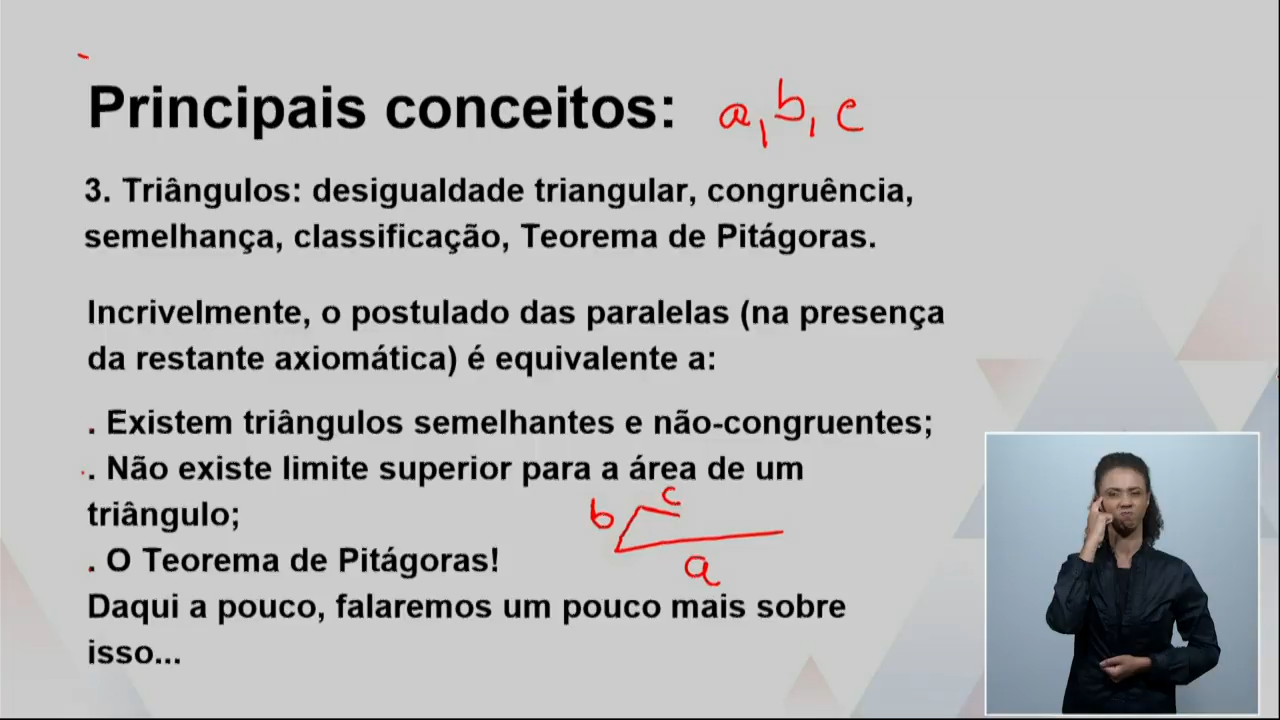 Principais conceitos: a, b, c
3. Triângulos: desigualdade triangular, congruência,
semelhança, classificação, Teorema de Pitágoras.
Incrivelmente, o postulado das paralelas (na presença
da restante axiomática) é equivalente a:
. Existem triângulos semelhantes e não-congruentes;
. Não existe limite superior para a área de um
triângulo;
b c
. O Teorema de Pitágoras!
a
Daqui a pouco, falaremos um pouco mais sobre
isso...